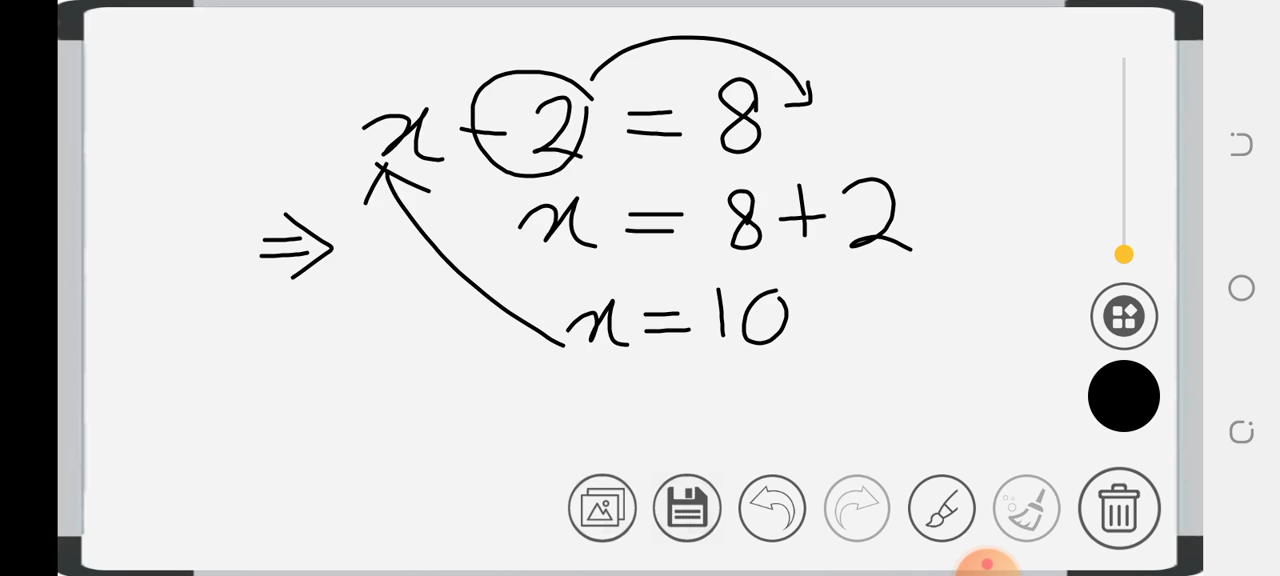 x - 2 = 8
⇒ x = 8 + 2
x = 10